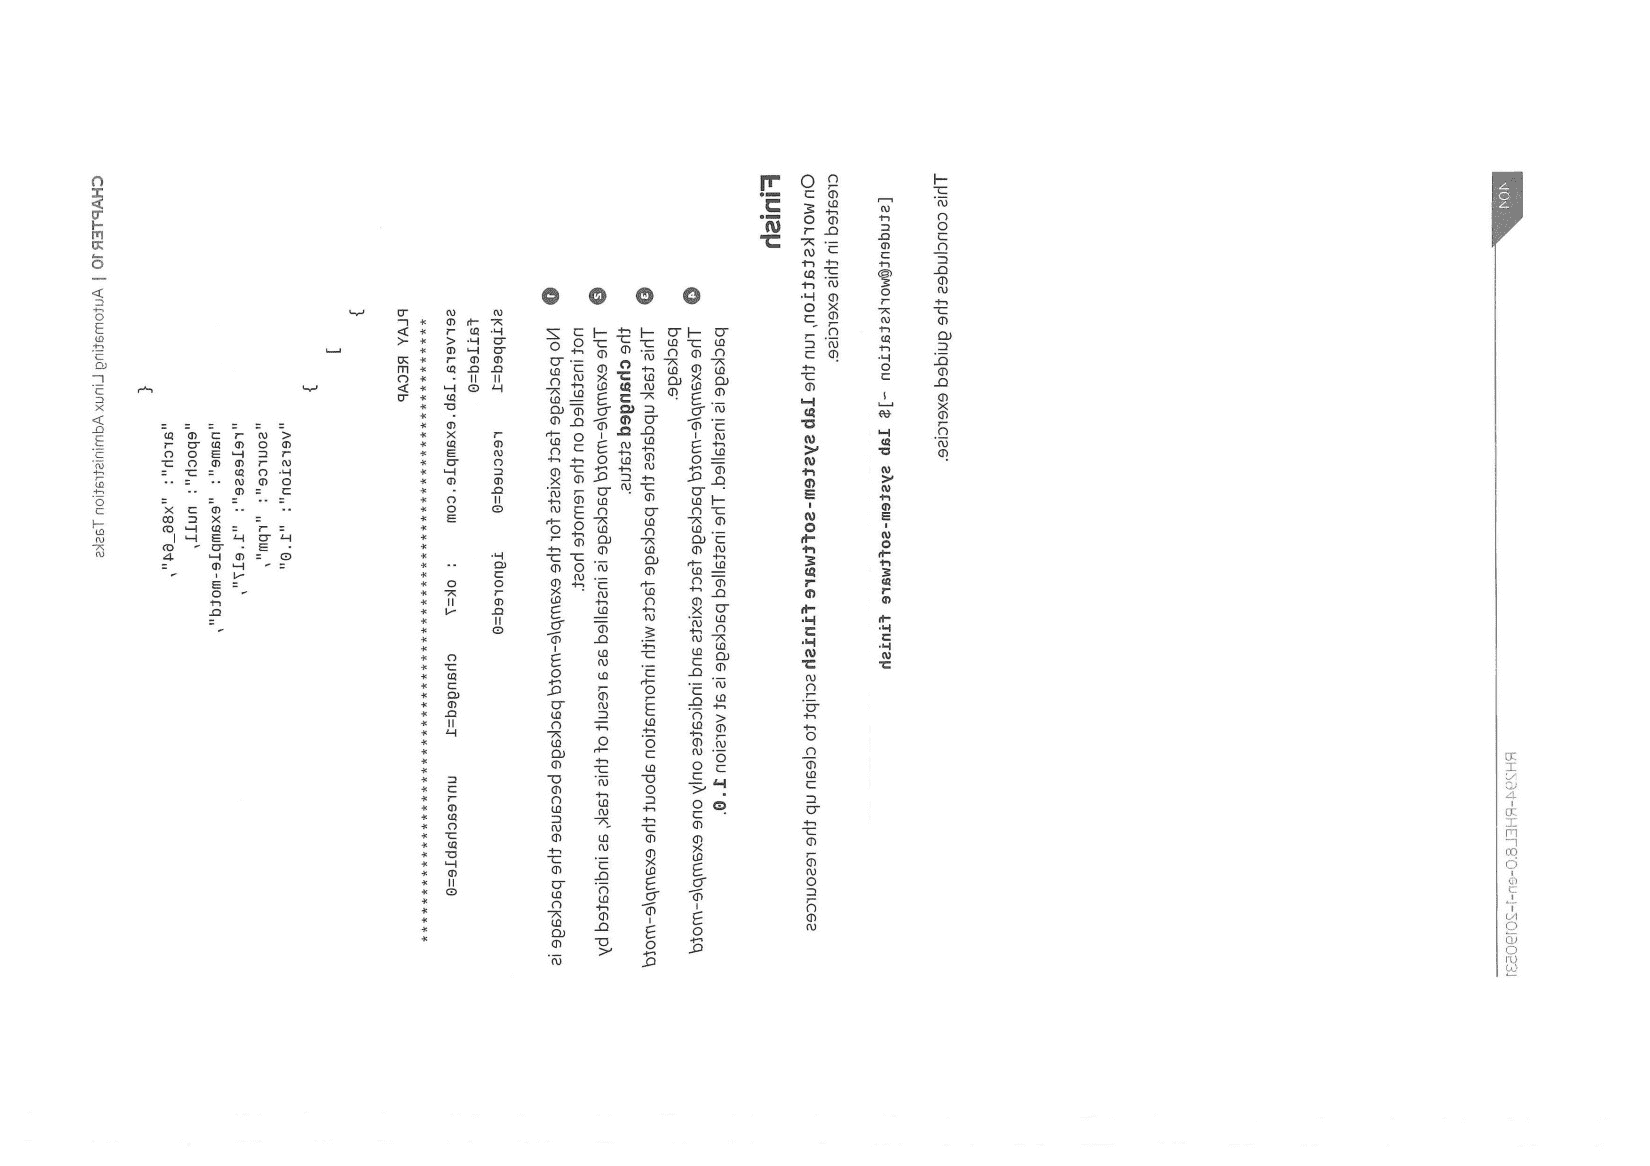 CHAPTER 10 | Automating Linux Administration Tasks
{
"arch": "x86_64",
"epoch": null,
"name": "example-motd",
"release": "1.el7",
"source": "rpm",
"version": "1.0"
}
]
}
PLAY RECAP
*******************************************************************
servera.lab.example.com : ok=7 changed=1 unreachable=0
failed=0
skipped=1 rescued=0 ignored=0
1 No package fact exists for the example-motd package because the package is
not installed on the remote host.
2 The example-motd package is installed as a result of this task, as indicated by
the changed status.
3 This task updates the package facts with information about the example-motd
package.
4 The example-motd package fact exists and indicates only one example-motd
package is installed. The installed package is at version 1.0.
Finish
On workstation, run the lab system-software finish script to clean up the resources
created in this exercise.
[student@workstation ~]$ lab system-software finish
This concludes the guided exercise.
RH294-RHEL8.0-en-1-20190531